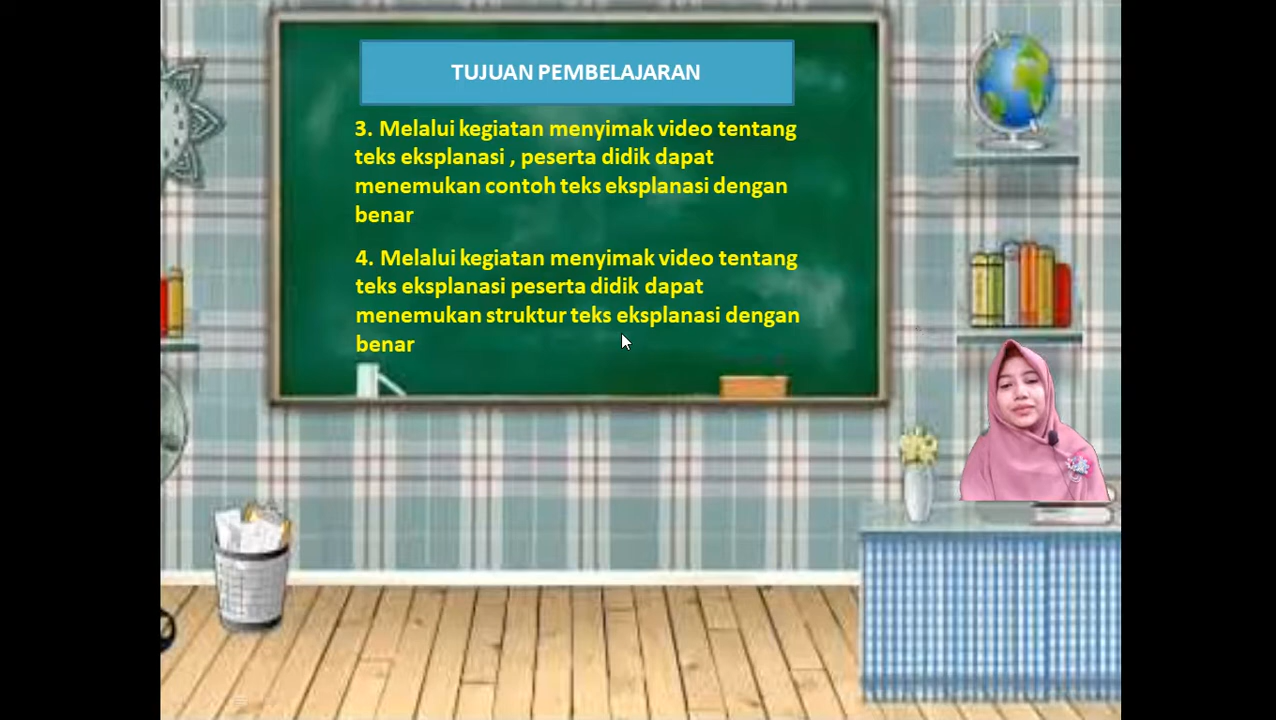 TUJUAN PEMBELAJARAN
3. Melalui kegiatan menyimak video tentang
teks eksplanasi , peserta didik dapat
menemukan contoh teks eksplanasi dengan
benar
4. Melalui kegiatan menyimak video tentang
teks eksplanasi peserta didik dapat
menemukan struktur teks eksplanasi dengan
benar